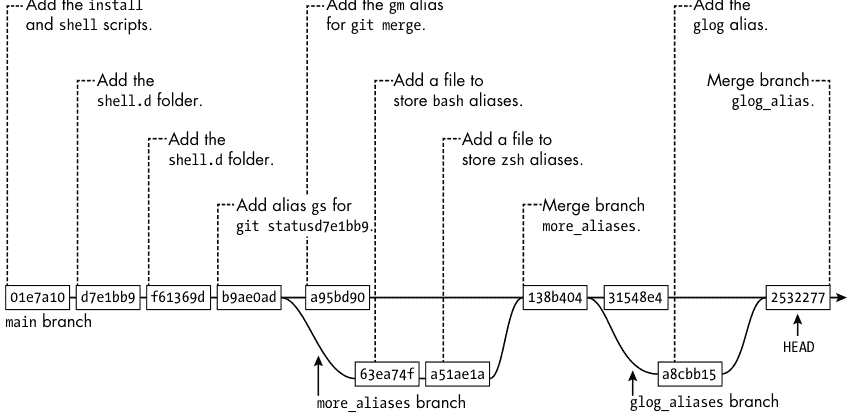 Add the install
and shell scripts.
Add the gm alias
for git merge.
Add the
glog alias.
Add the
shell.d folder.
Add a file to
store bash aliases.
Merge branch
glog_alias.
Add the
shell.d folder.
Add a file to
store zsh aliases.
Add alias gs for
git statusd7e1bb9.
Merge branch
more_aliases.
01e7a10 d7e1bb9 f61369d b9ae0ad a95bd90 138b404 31548e4 2532277
main branch
HEAD
63ea74f a51ae1a a8cbb15
more_aliases branch glog_aliases branch